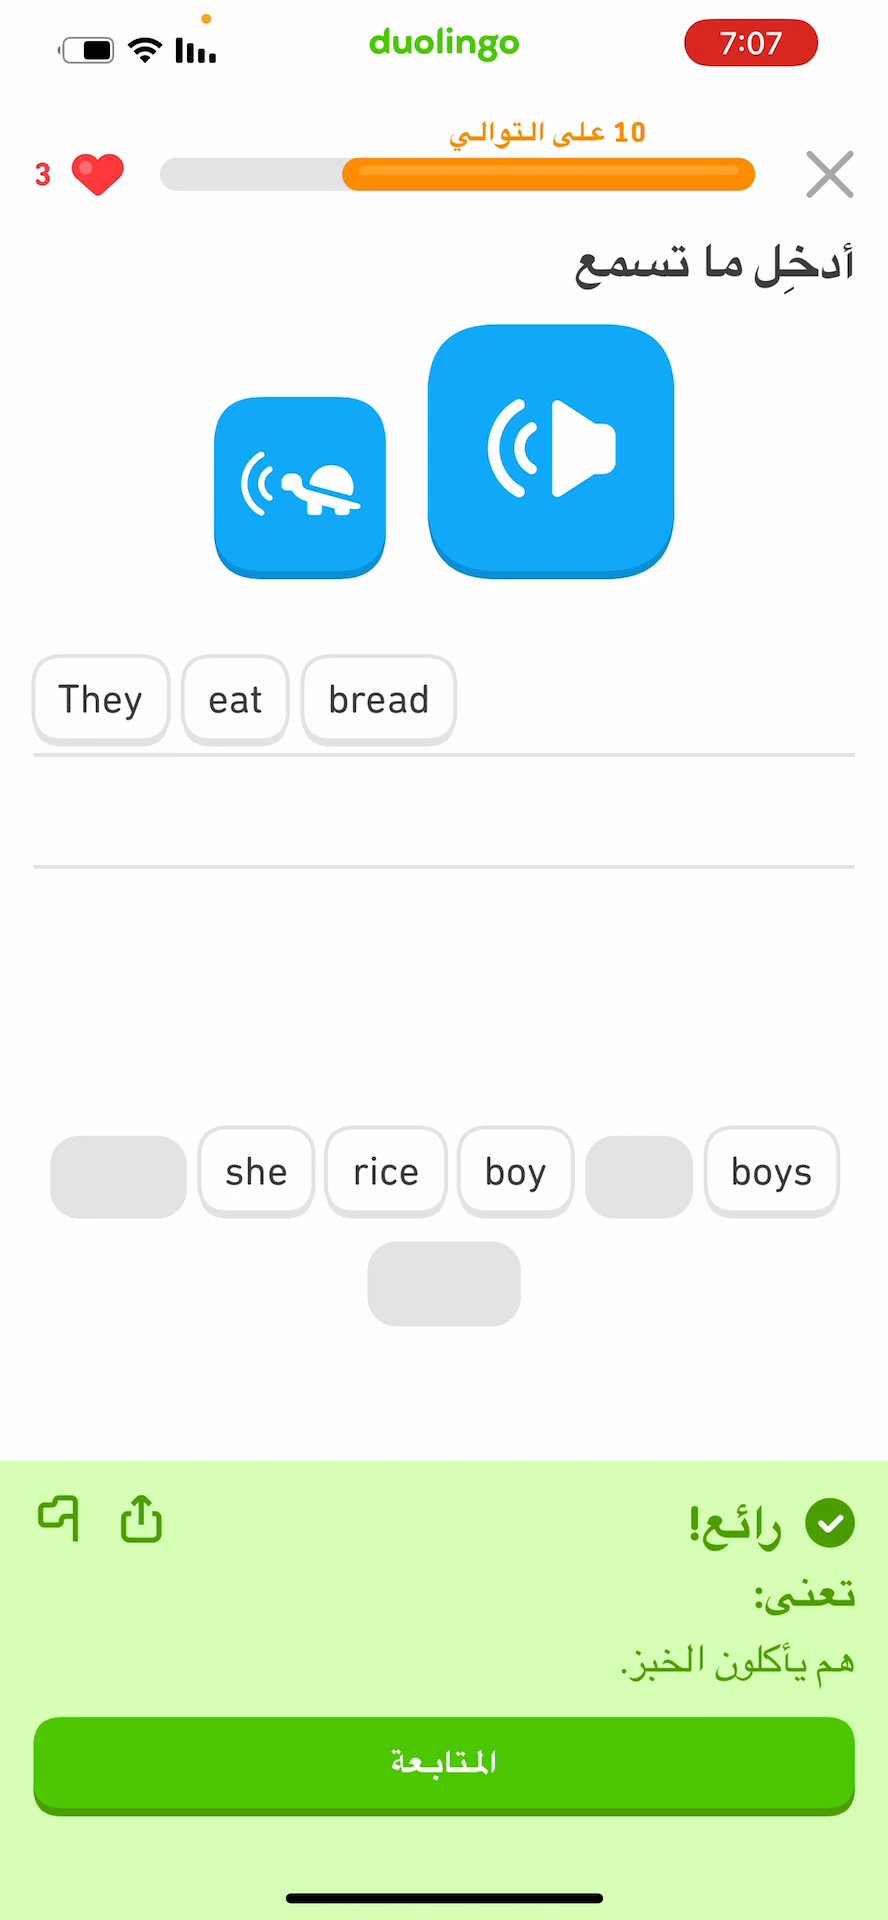 duolingo
7:07
10 على التوالي
3
أدخِل ما تسمع
They eat bread
she rice boy boys
رائع!
تعنى:
هم يأكلون الخبز.
المتابعة